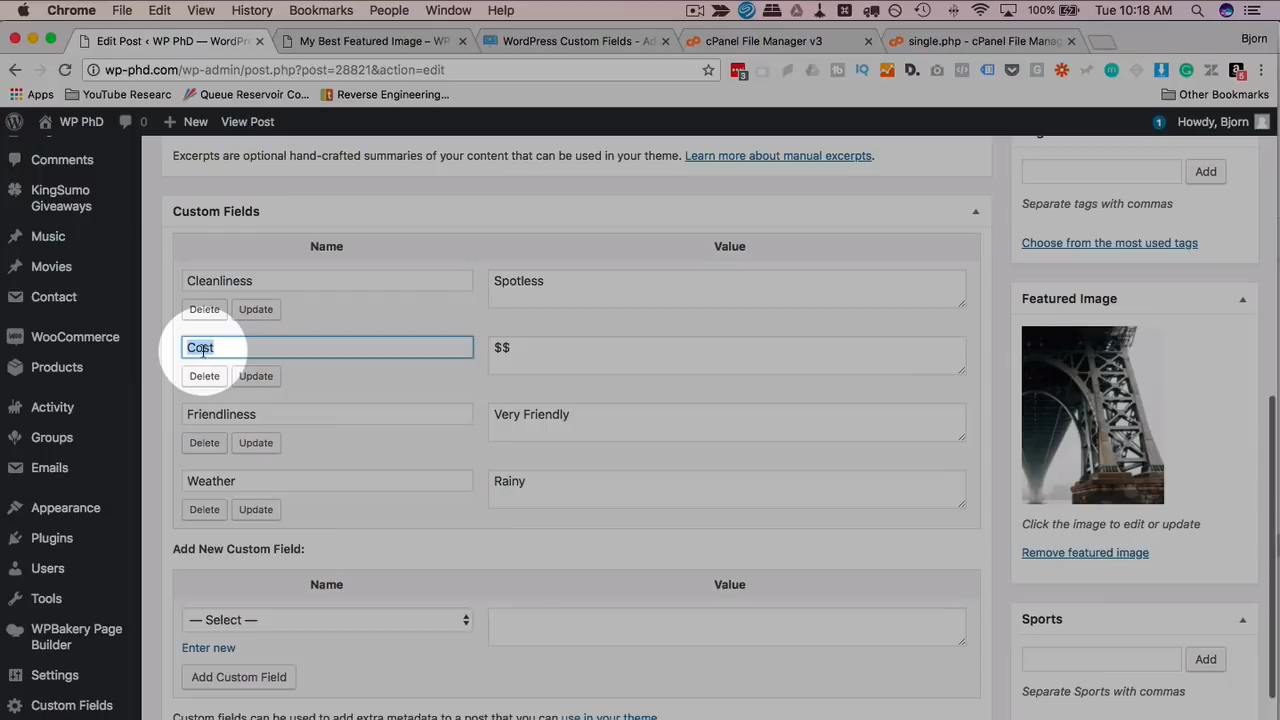 Chrome File Edit View History Bookmarks People Window Help 100% Tue 10:18 AM
Edit Post ‹ WP PhD — WordPr
My Best Featured Image – WP
WordPress Custom Fields - Ad
cPanel File Manager v3
single.php - cPanel File Manag
Bjorn
wp-phd.com/wp-admin/post.php?post=28821&action=edit
Apps YouTube Researc Queue Reservoir Co... Reverse Engineering... Other Bookmarks
WP PhD 0 New View Post 1 Howdy, Bjorn
Comments
KingSumo
Giveaways
Music
Movies
Contact
WooCommerce
Products
Activity
Groups
Emails
Appearance
Plugins
Users
Tools
WPBakery Page
Builder
Settings
Custom Fields
Excerpts are optional hand-crafted summaries of your content that can be used in your theme. Learn more about manual excerpts.
Custom Fields
Name Value
Cleanliness Spotless
Delete Update
Cost $$
Delete Update
Friendliness Very Friendly
Delete Update
Weather Rainy
Delete Update
Add New Custom Field:
Name Value
— Select —
Enter new
Add Custom Field
Custom fields can be used to add extra metadata to a post that you can use in your theme.
Add
Separate tags with commas
Choose from the most used tags
Featured Image
Click the image to edit or update
Remove featured image
Sports
Add
Separate Sports with commas